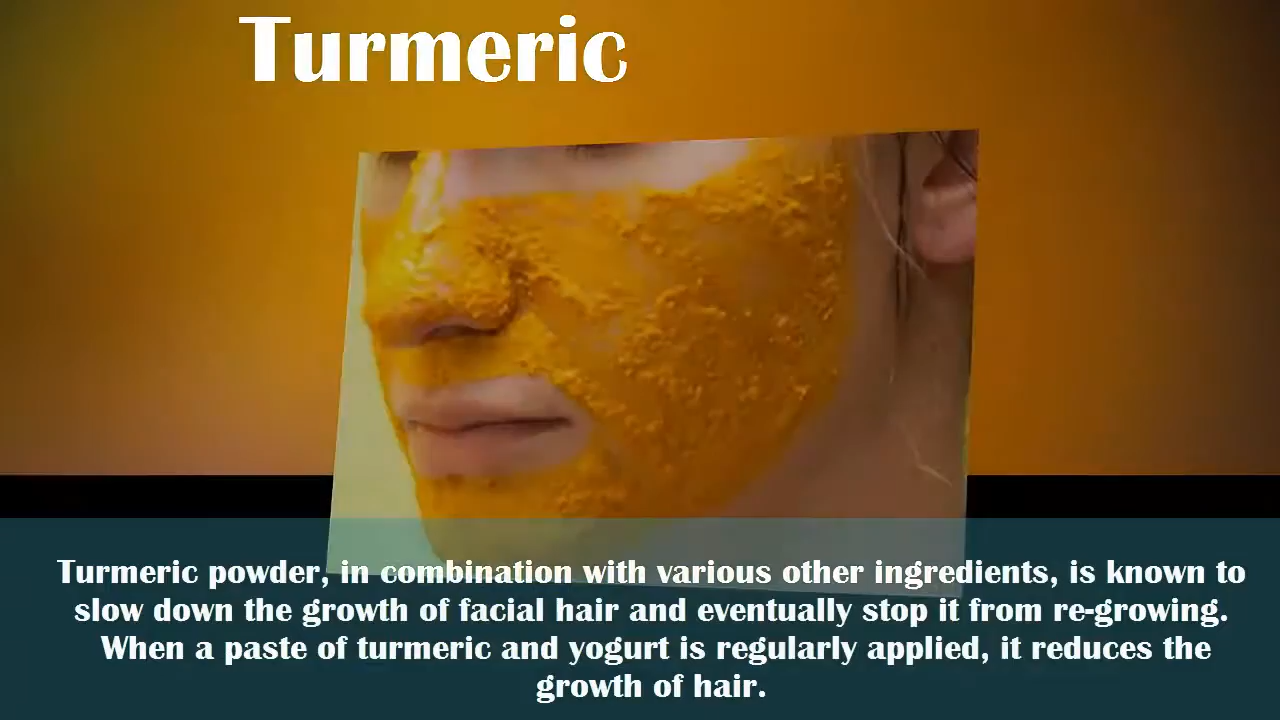 Turmeric
Turmeric powder, in combination with various other ingredients, is known to
slow down the growth of facial hair and eventually stop it from re-growing.
When a paste of turmeric and yogurt is regularly applied, it reduces the
growth of hair.